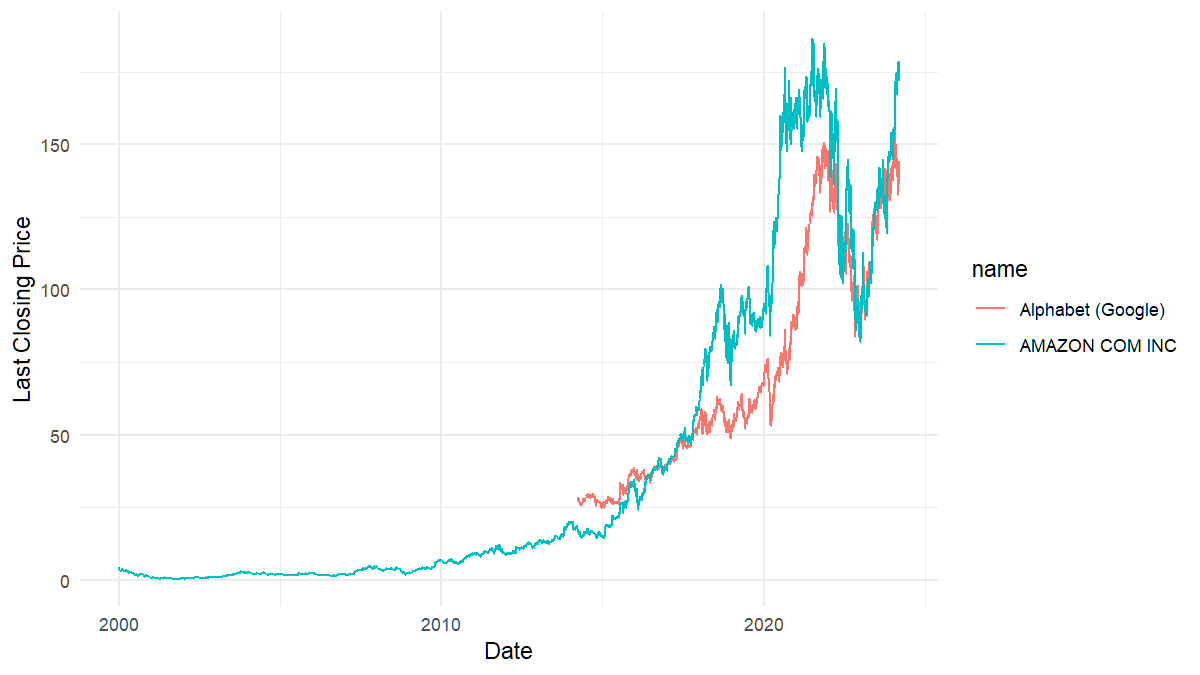 Last Closing Price
150
100
50
0
2000
2010
2020
Date
name
Alphabet (Google)
AMAZON COM INC